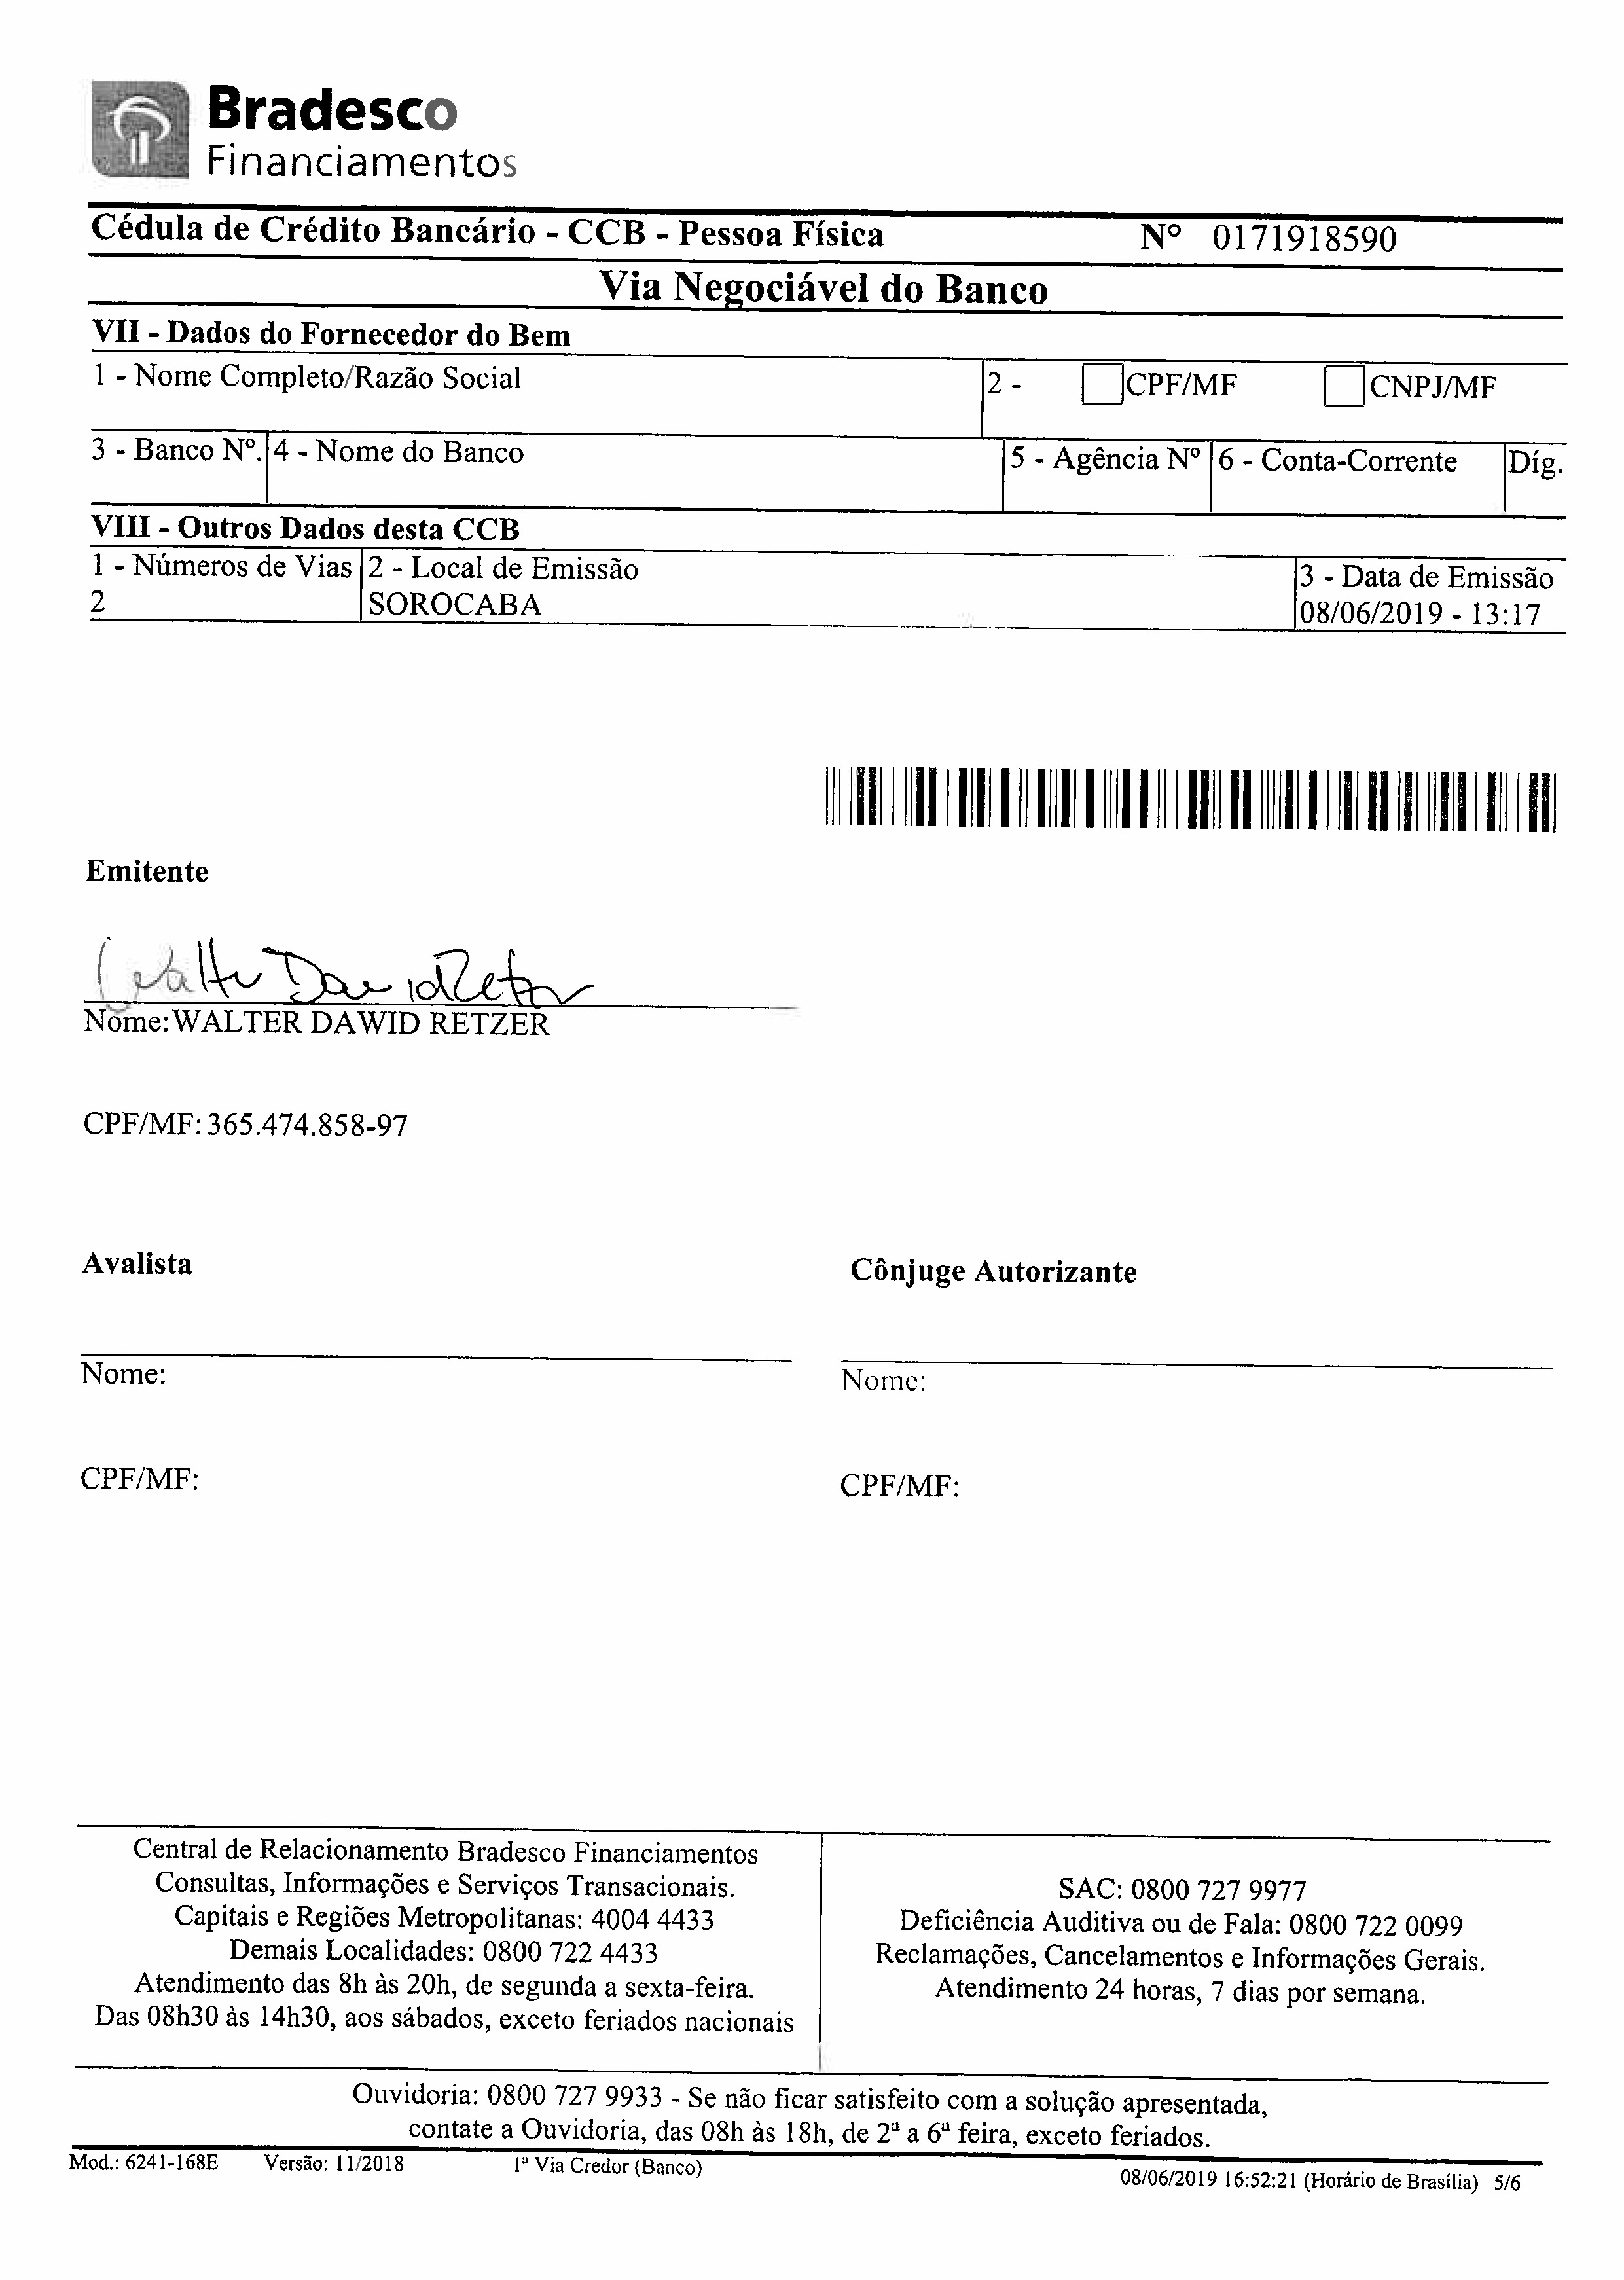 Bradesco
Financiamentos
Cédula de Crédito Bancário - CCB - Pessoa Física Nº 0171918590
Via Negociável do Banco
VII - Dados do Fornecedor do Bem
1 - Nome Completo/Razão Social 2 - CPF/MF CNPJ/MF
3 - Banco Nº. 4 - Nome do Banco 5 - Agência Nº 6 - Conta-Corrente Díg.
VIII - Outros Dados desta CCB
1 - Números de Vias 2 - Local de Emissão 3 - Data de Emissão
2 SOROCABA 08/06/2019 - 13:17
Emitente
Walter Dawid Retzer
Nome: WALTER DAWID RETZER
CPF/MF: 365.474.858-97
Avalista Cônjuge Autorizante
Nome: Nome:
CPF/MF: CPF/MF:
Central de Relacionamento Bradesco Financiamentos
Consultas, Informações e Serviços Transacionais.
Capitais e Regiões Metropolitanas: 4004 4433
Demais Localidades: 0800 722 4433
Atendimento das 8h às 20h, de segunda a sexta-feira.
Das 08h30 às 14h30, aos sábados, exceto feriados nacionais
SAC: 0800 727 9977
Deficiência Auditiva ou de Fala: 0800 722 0099
Reclamações, Cancelamentos e Informações Gerais.
Atendimento 24 horas, 7 dias por semana.
Ouvidoria: 0800 727 9933 - Se não ficar satisfeito com a solução apresentada,
contate a Ouvidoria, das 08h às 18h, de 2ª a 6ª feira, exceto feriados.
Mod.: 6241-168E Versão: 11/2018 1ª Via Credor (Banco) 08/06/2019 16:52:21 (Horário de Brasília) 5/6